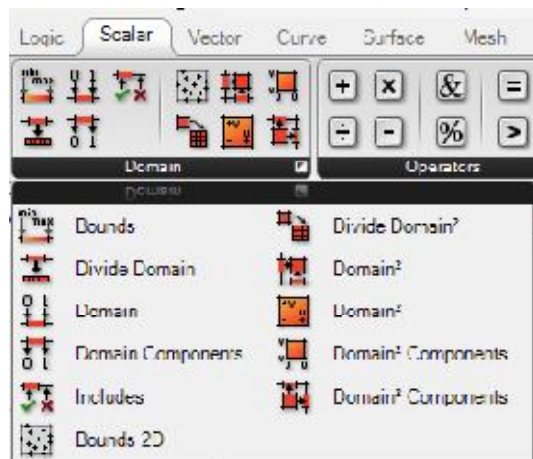 Logic Scalar Vector Curve Surface Mesh
+ x & =
÷ - % >
Domain Operators
Domain
Bounds Divide Domain²
Divide Domain Domain²
Domain Domain²
Domain Components Domain² Components
Includes Domain² Components
Bounds 2D